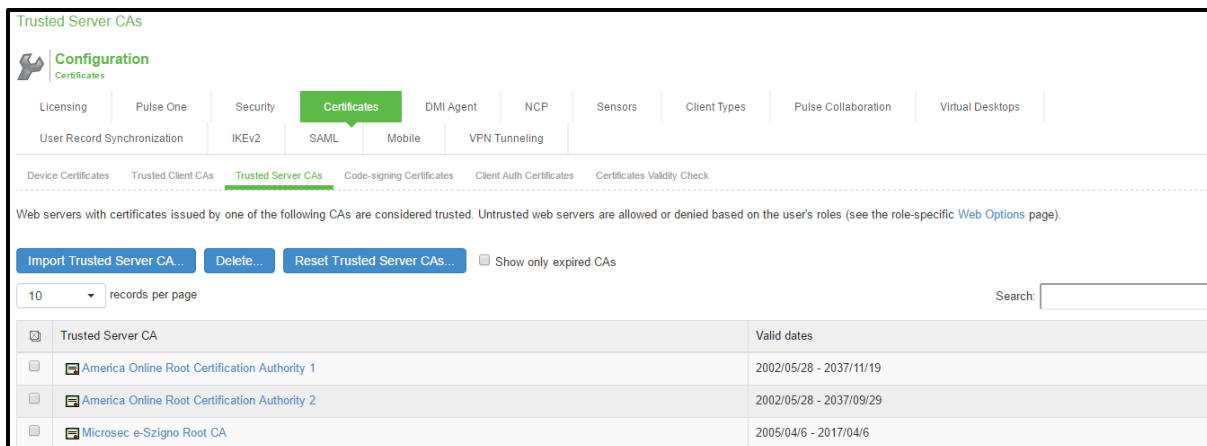 Trusted Server CAs
Configuration
Certificates
Licensing Pulse One Security Certificates DMI Agent NCP Sensors Client Types Pulse Collaboration Virtual Desktops
User Record Synchronization IKEv2 SAML Mobile VPN Tunneling
Device Certificates Trusted Client CAs Trusted Server CAs Code-signing Certificates Client Auth Certificates Certificates Validity Check
Web servers with certificates issued by one of the following CAs are considered trusted. Untrusted web servers are allowed or denied based on the user's roles (see the role-specific Web Options page).
Import Trusted Server CA... Delete... Reset Trusted Server CAs... Show only expired CAs
10 records per page Search:
Trusted Server CA Valid dates
America Online Root Certification Authority 1 2002/05/28 - 2037/11/19
America Online Root Certification Authority 2 2002/05/28 - 2037/09/29
Microsec e-Szigno Root CA 2005/04/6 - 2017/04/6